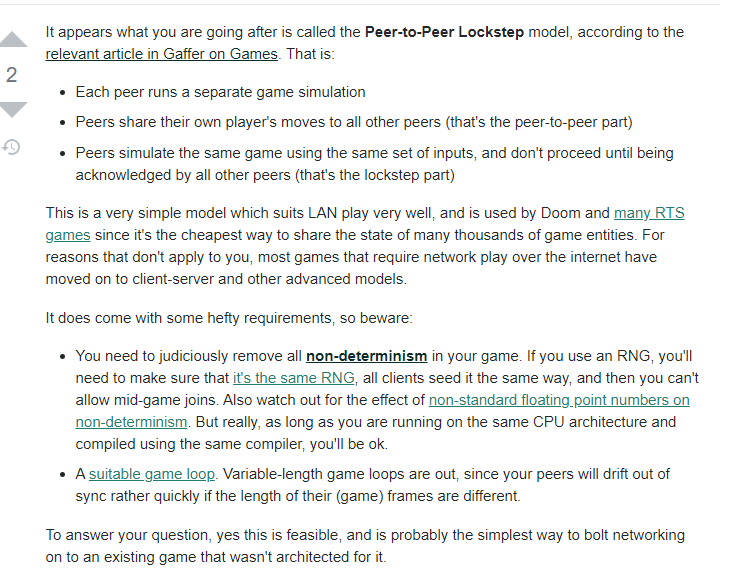 It appears what you are going after is called the Peer-to-Peer Lockstep model, according to the
relevant article in Gaffer on Games. That is:
2
• Each peer runs a separate game simulation
• Peers share their own player's moves to all other peers (that's the peer-to-peer part)
• Peers simulate the same game using the same set of inputs, and don't proceed until being
acknowledged by all other peers (that's the lockstep part)
This is a very simple model which suits LAN play very well, and is used by Doom and many RTS
games since it's the cheapest way to share the state of many thousands of game entities. For
reasons that don't apply to you, most games that require network play over the internet have
moved on to client-server and other advanced models.
It does come with some hefty requirements, so beware:
• You need to judiciously remove all non-determinism in your game. If you use an RNG, you'll
need to make sure that it's the same RNG, all clients seed it the same way, and then you can't
allow mid-game joins. Also watch out for the effect of non-standard floating point numbers on
non-determinism. But really, as long as you are running on the same CPU architecture and
compiled using the same compiler, you'll be ok.
• A suitable game loop. Variable-length game loops are out, since your peers will drift out of
sync rather quickly if the length of their (game) frames are different.
To answer your question, yes this is feasible, and is probably the simplest way to bolt networking
on to an existing game that wasn't architected for it.